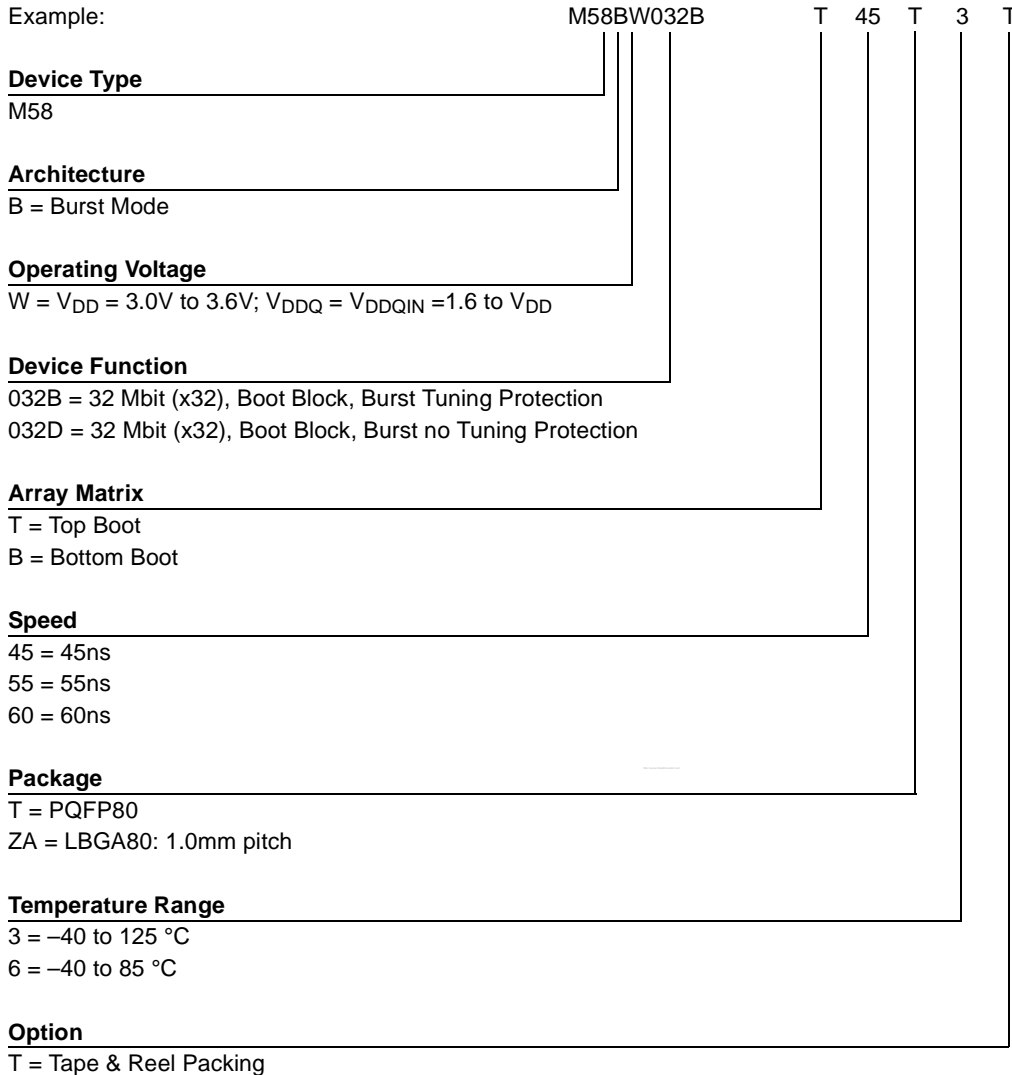 Example: M58BW032B T 45 T 3 T
Device Type
M58
Architecture
B = Burst Mode
Operating Voltage
W = VDD = 3.0V to 3.6V; VDDQ = VDDQIN =1.6 to VDD
Device Function
032B = 32 Mbit (x32), Boot Block, Burst Tuning Protection
032D = 32 Mbit (x32), Boot Block, Burst no Tuning Protection
Array Matrix
T = Top Boot
B = Bottom Boot
Speed
45 = 45ns
55 = 55ns
60 = 60ns
Package
T = PQFP80
ZA = LBGA80: 1.0mm pitch
Temperature Range
3 = –40 to 125 °C
6 = –40 to 85 °C
Option
T = Tape & Reel Packing